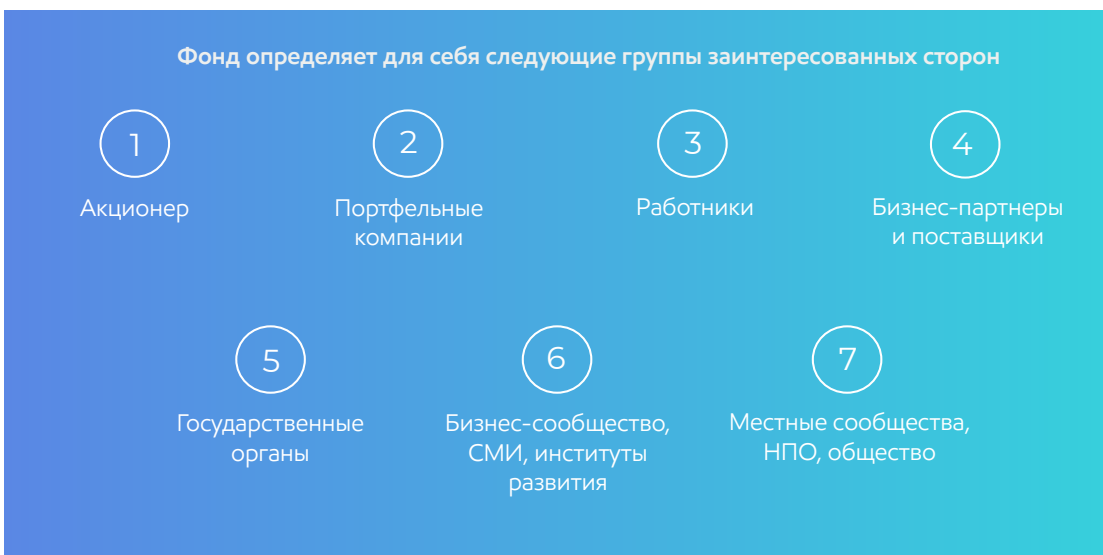 Фонд определяет для себя следующие группы заинтересованных сторон
1
2
3
4
Акционер
Портфельные
компании
Работники
Бизнес-партнеры
и поставщики
5
6
7
Государственные
органы
Бизнес-сообщество,
СМИ, институты
развития
Местные сообщества,
НПО, общество